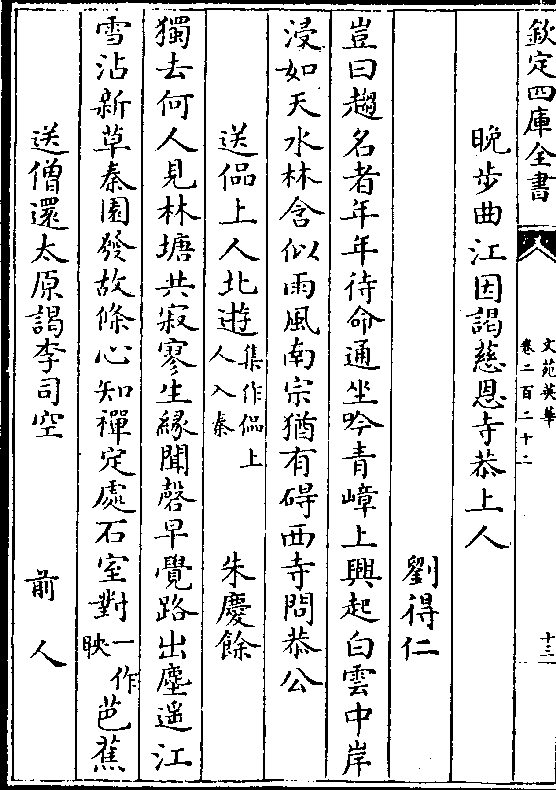 欽定四庫全書
文苑英華
卷二百二十二
十三
晚步曲江因謁慈恩寺恭上人
劉得仁
豈曰趨名者年年待命通坐吟青嶂上興起白雲中岸
浸如天水林含似雨風南宗猶有碍西寺問恭公
送侣上人北遊集作侣上人入秦 朱慶餘
獨去何人見林塘共寂寥生緣聞磬早覺路出塵遥江
雪沾新草秦園發故條心知禪定處石室對一作映芭蕉
送僧還太原謁李司空 前人